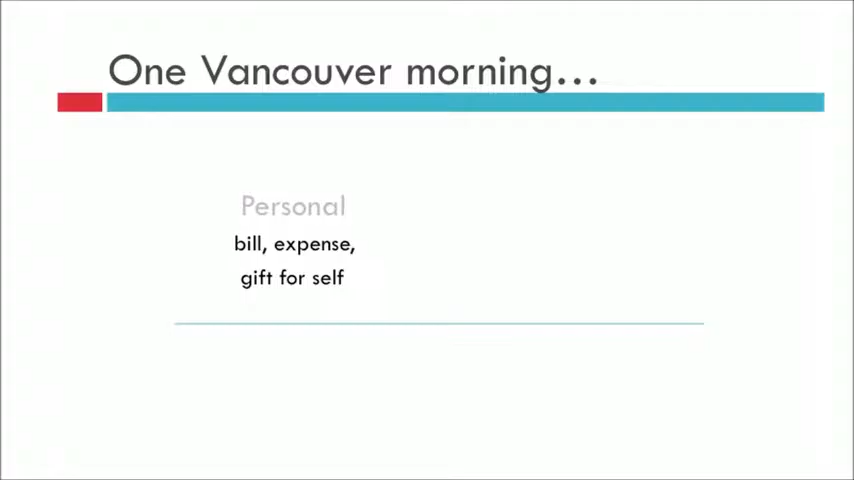 One Vancouver morning...
Personal
bill, expense,
gift for self